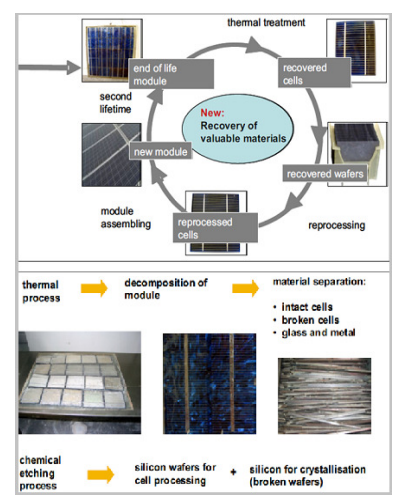 thermal treatment
end of life
module
recovered
cells
second
lifetime
New:
Recovery of
valuable materials
new module
recovered wafers
module
assembling
reprocessed
cells
reprocessing
thermal
process
decomposition of
module
material separation:
• intact cells
• broken cells
• glass and metal
chemical
etching
process
silicon wafers for
cell processing
+
silicon for crystallisation
(broken wafers)